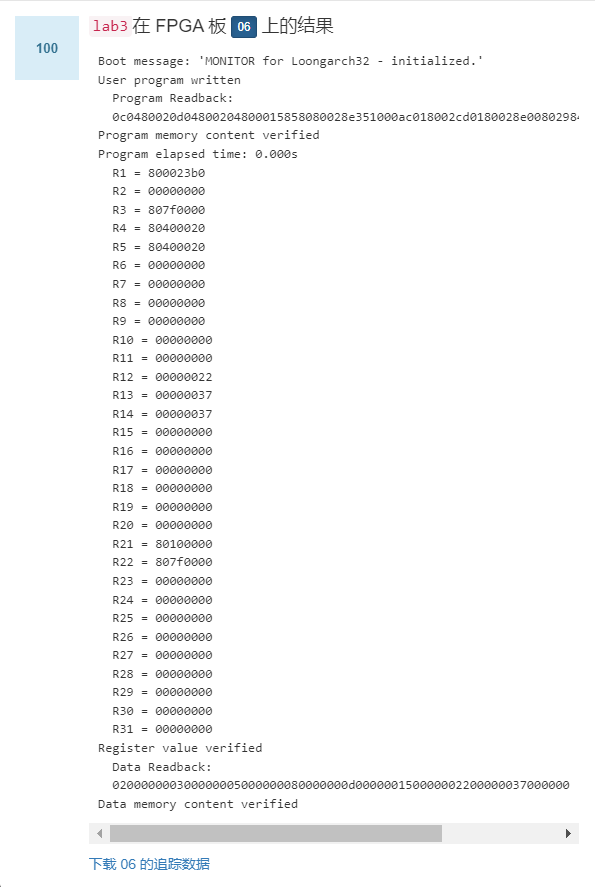 100
lab3 在 FPGA 板 06 上的结果
Boot message: 'MONITOR for Loongarch32 - initialized.'
User program written
Program Readback:
0c0480020d04800204800015858080028e351000ac018002cd0180028e0080298
Program memory content verified
Program elapsed time: 0.000s
R1 = 800023b0
R2 = 00000000
R3 = 807f0000
R4 = 80400020
R5 = 80400020
R6 = 00000000
R7 = 00000000
R8 = 00000000
R9 = 00000000
R10 = 00000000
R11 = 00000000
R12 = 00000022
R13 = 00000037
R14 = 00000037
R15 = 00000000
R16 = 00000000
R17 = 00000000
R18 = 00000000
R19 = 00000000
R20 = 00000000
R21 = 80100000
R22 = 807f0000
R23 = 00000000
R24 = 00000000
R25 = 00000000
R26 = 00000000
R27 = 00000000
R28 = 00000000
R29 = 00000000
R30 = 00000000
R31 = 00000000
Register value verified
Data Readback:
02000000030000000500000008000000d000000150000002200000037000000
Data memory content verified
下载 06 的追踪数据